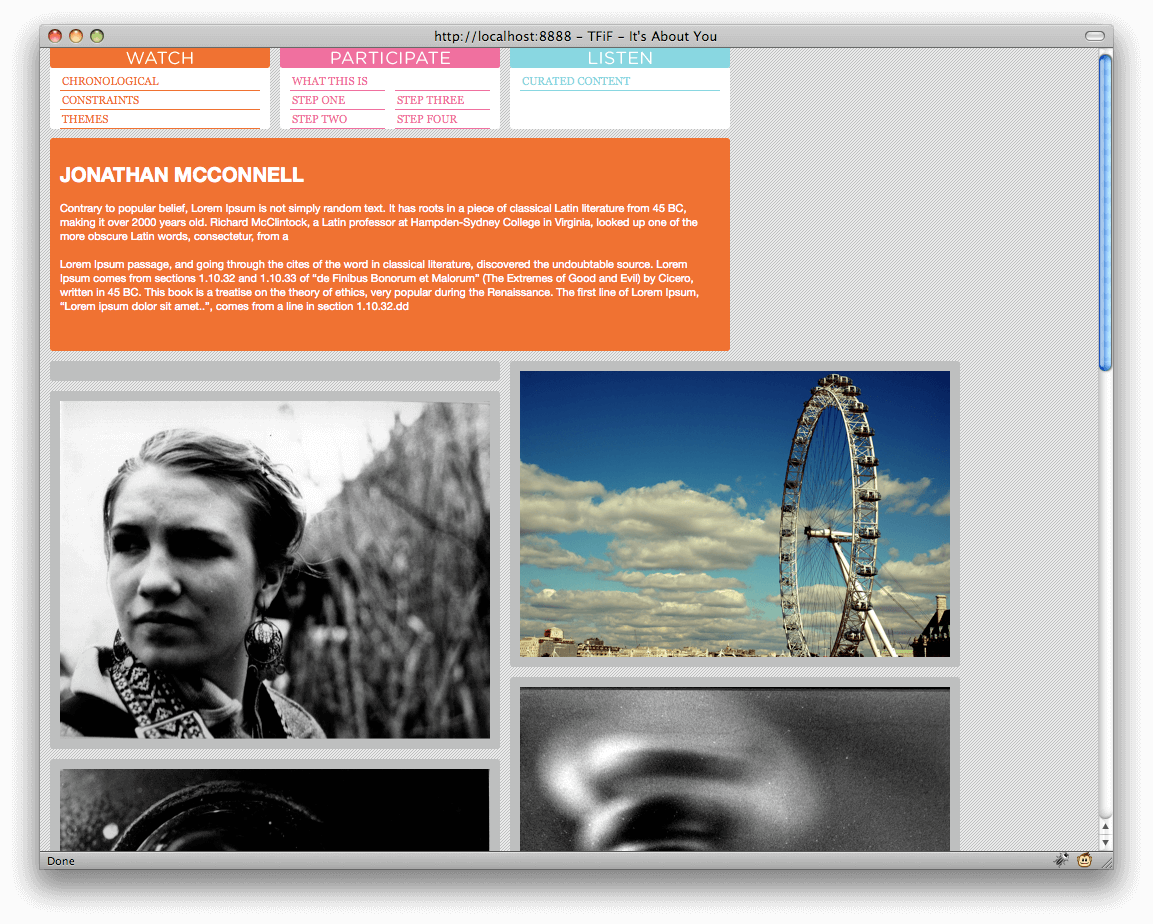 http://localhost:8888 – TFiF – It's About You
WATCH
CHRONOLOGICAL
CONSTRAINTS
THEMES
PARTICIPATE
WHAT THIS IS
STEP ONE
STEP THREE
STEP TWO
STEP FOUR
LISTEN
CURATED CONTENT
JONATHAN MCCONNELL
Contrary to popular belief, Lorem Ipsum is not simply random text. It has roots in a piece of classical Latin literature from 45 BC,
making it over 2000 years old. Richard McClintock, a Latin professor at Hampden-Sydney College in Virginia, looked up one of the
more obscure Latin words, consectetur, from a
Lorem Ipsum passage, and going through the cites of the word in classical literature, discovered the undoubtable source. Lorem
Ipsum comes from sections 1.10.32 and 1.10.33 of “de Finibus Bonorum et Malorum” (The Extremes of Good and Evil) by Cicero,
written in 45 BC. This book is a treatise on the theory of ethics, very popular during the Renaissance. The first line of Lorem Ipsum,
“Lorem ipsum dolor sit amet..”, comes from a line in section 1.10.32.dd
Done